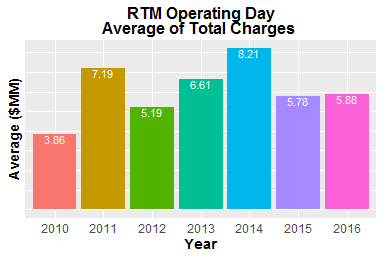 RTM Operating Day
Average of Total Charges
Average ($MM)
3.86
7.19
5.19
6.61
8.21
5.78
5.88
2010 2011 2012 2013 2014 2015 2016
Year